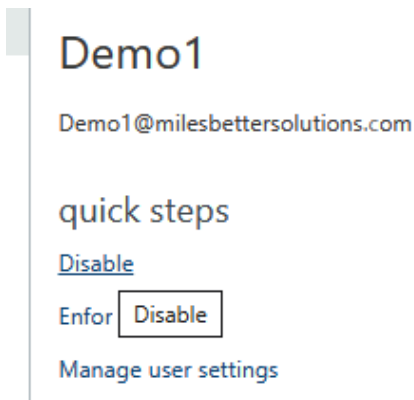 Demo1
Demo1@milesbettersolutions.com
quick steps
Disable
Enfor Disable
Manage user settings